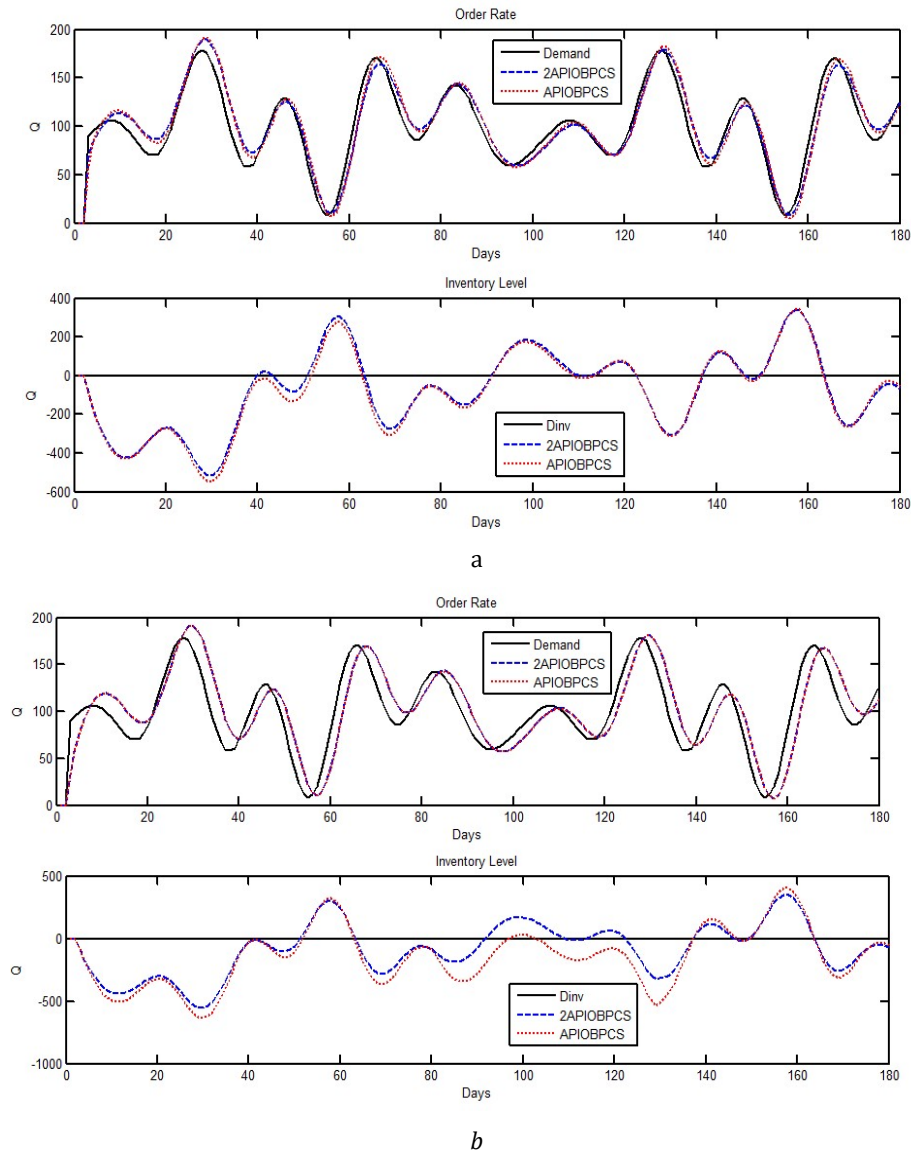 Order Rate
200
150
100
50
0
Q
Demand
2APIOBPCS
APIOBPCS
0 20 40 60 80 100 120 140 160 180
Days
Inventory Level
400
200
0
-200
-400
-600
Q
Dinv
2APIOBPCS
APIOBPCS
0 20 40 60 80 100 120 140 160 180
Days
a
Order Rate
200
150
100
50
0
Q
Demand
2APIOBPCS
APIOBPCS
0 20 40 60 80 100 120 140 160 180
Days
Inventory Level
500
0
-500
-1000
Q
Dinv
2APIOBPCS
APIOBPCS
0 20 40 60 80 100 120 140 160 180
Days
b